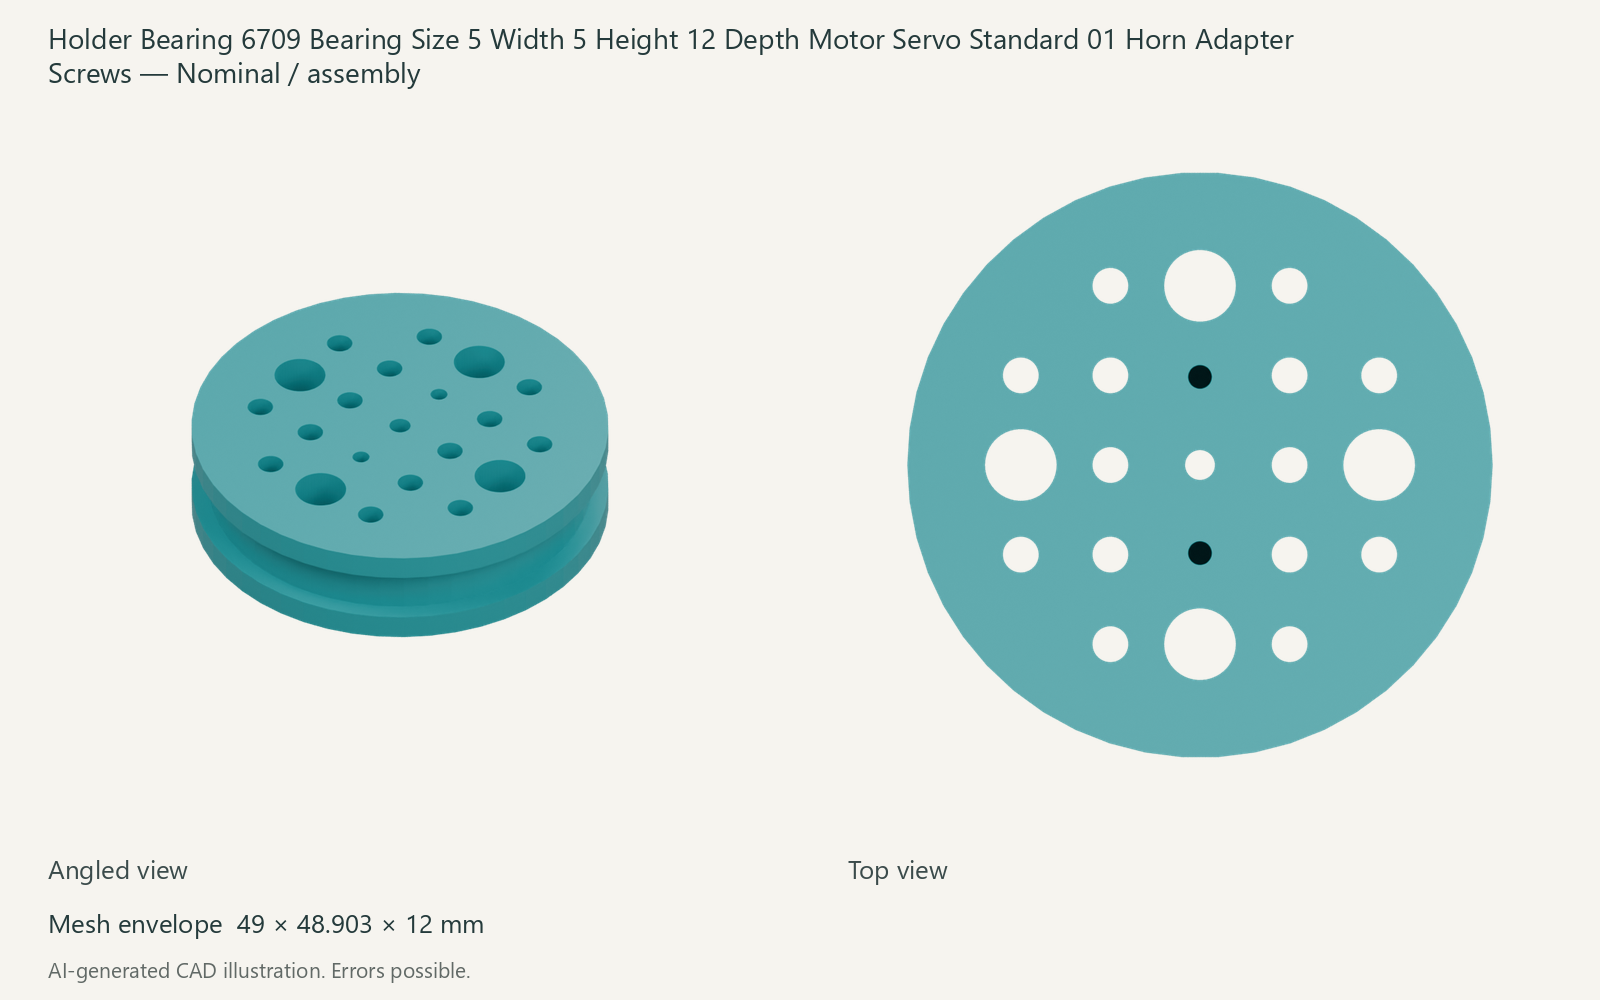 Holder Bearing 6709 Bearing Size 5 Width 5 Height 12 Depth Motor Servo Standard 01 Horn Adapter
Screws — Nominal / assembly
Angled view
Top view
Mesh envelope  49 × 48.903 × 12 mm
AI-generated CAD illustration. Errors possible.